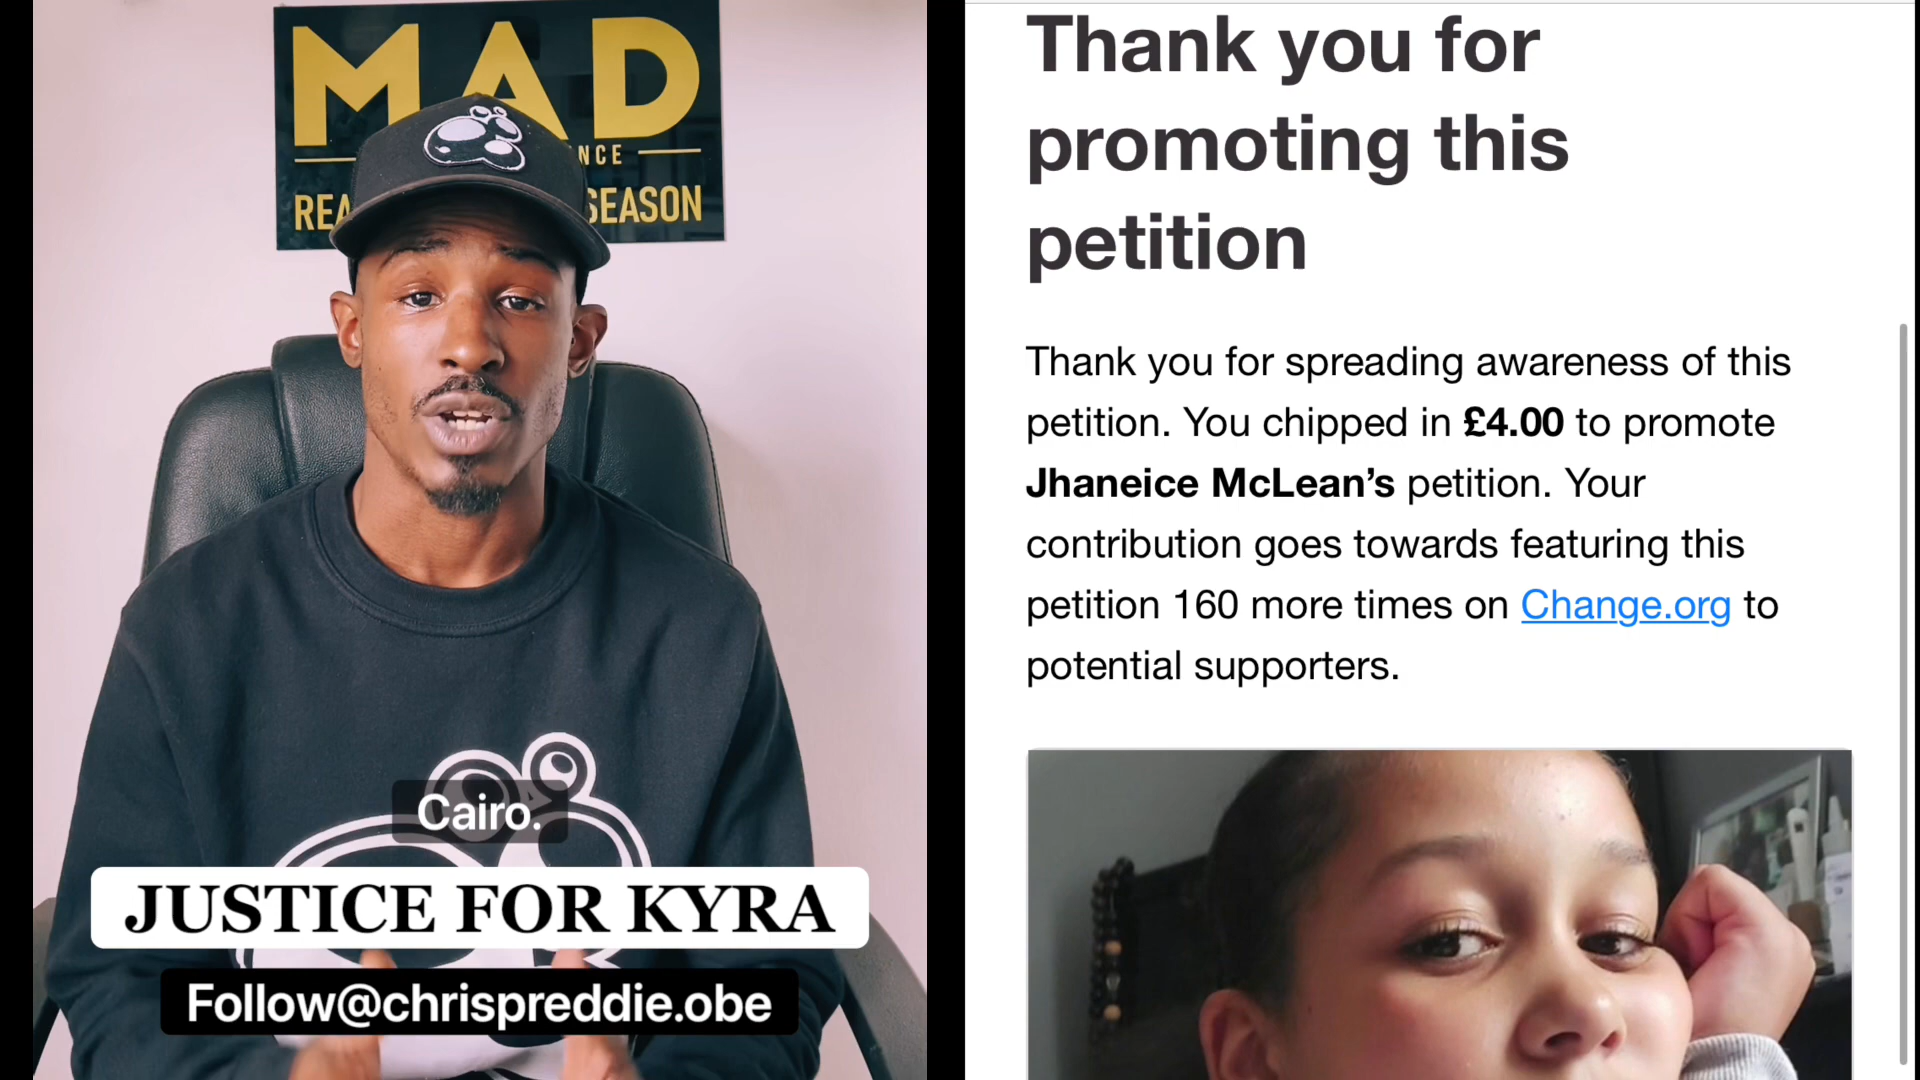 MAD
NCE
REA SEASON
Cairo.
JUSTICE FOR KYRA
Follow@chrispreddie.obe
Thank you for
promoting this
petition
Thank you for spreading awareness of this
petition. You chipped in £4.00 to promote
Jhaneice McLean’s petition. Your
contribution goes towards featuring this
petition 160 more times on Change.org to
potential supporters.